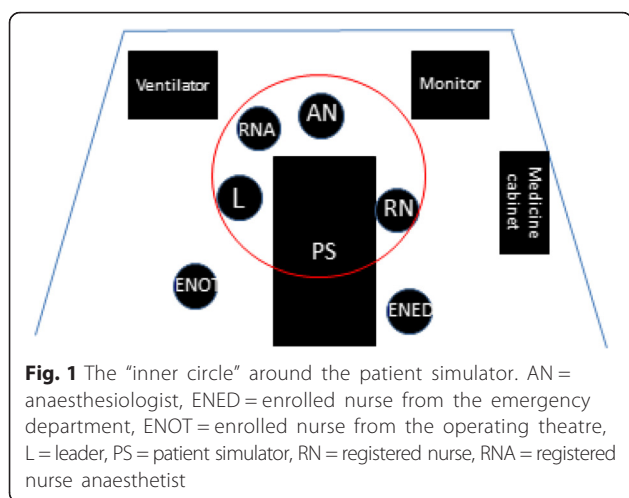 Ventilator
Monitor
AN
RNA
Medicine
cabinet
L
RN
PS
ENOT
ENED
Fig. 1 The “inner circle” around the patient simulator. AN =
anaesthesiologist, ENED = enrolled nurse from the emergency
department, ENOT = enrolled nurse from the operating theatre,
L = leader, PS = patient simulator, RN = registered nurse, RNA = registered
nurse anaesthetist